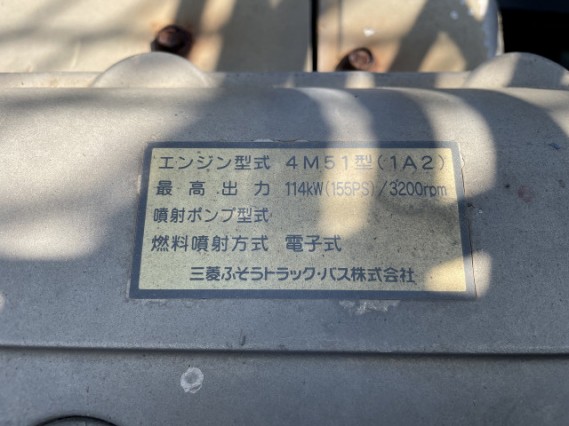 エンジン型式 4M51型(1A2)
最高出力 114kW(155PS)/3200rpm
噴射ポンプ型式
燃料噴射方式 電子式
三菱ふそうトラック・バス株式会社